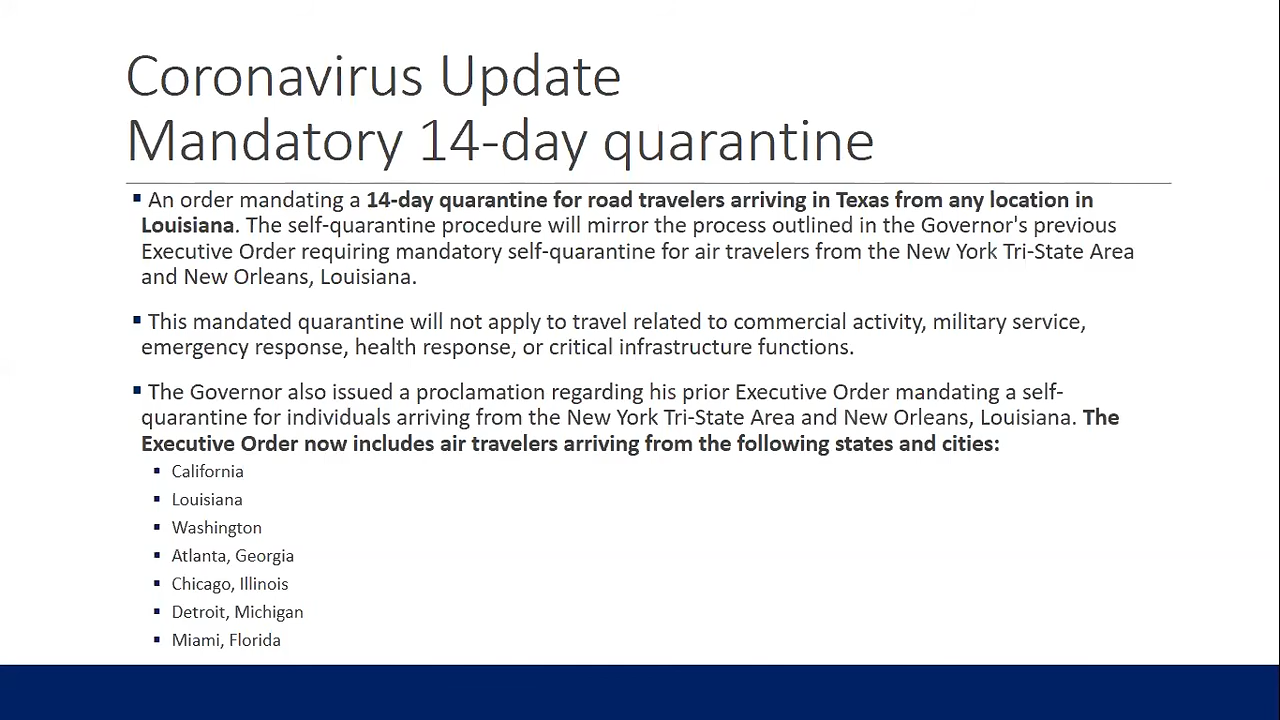 Coronavirus Update
Mandatory 14-day quarantine
▪ An order mandating a 14-day quarantine for road travelers arriving in Texas from any location in
Louisiana. The self-quarantine procedure will mirror the process outlined in the Governor's previous
Executive Order requiring mandatory self-quarantine for air travelers from the New York Tri-State Area
and New Orleans, Louisiana.
▪ This mandated quarantine will not apply to travel related to commercial activity, military service,
emergency response, health response, or critical infrastructure functions.
▪ The Governor also issued a proclamation regarding his prior Executive Order mandating a self-
quarantine for individuals arriving from the New York Tri-State Area and New Orleans, Louisiana. The
Executive Order now includes air travelers arriving from the following states and cities:
▪ California
▪ Louisiana
▪ Washington
▪ Atlanta, Georgia
▪ Chicago, Illinois
▪ Detroit, Michigan
▪ Miami, Florida